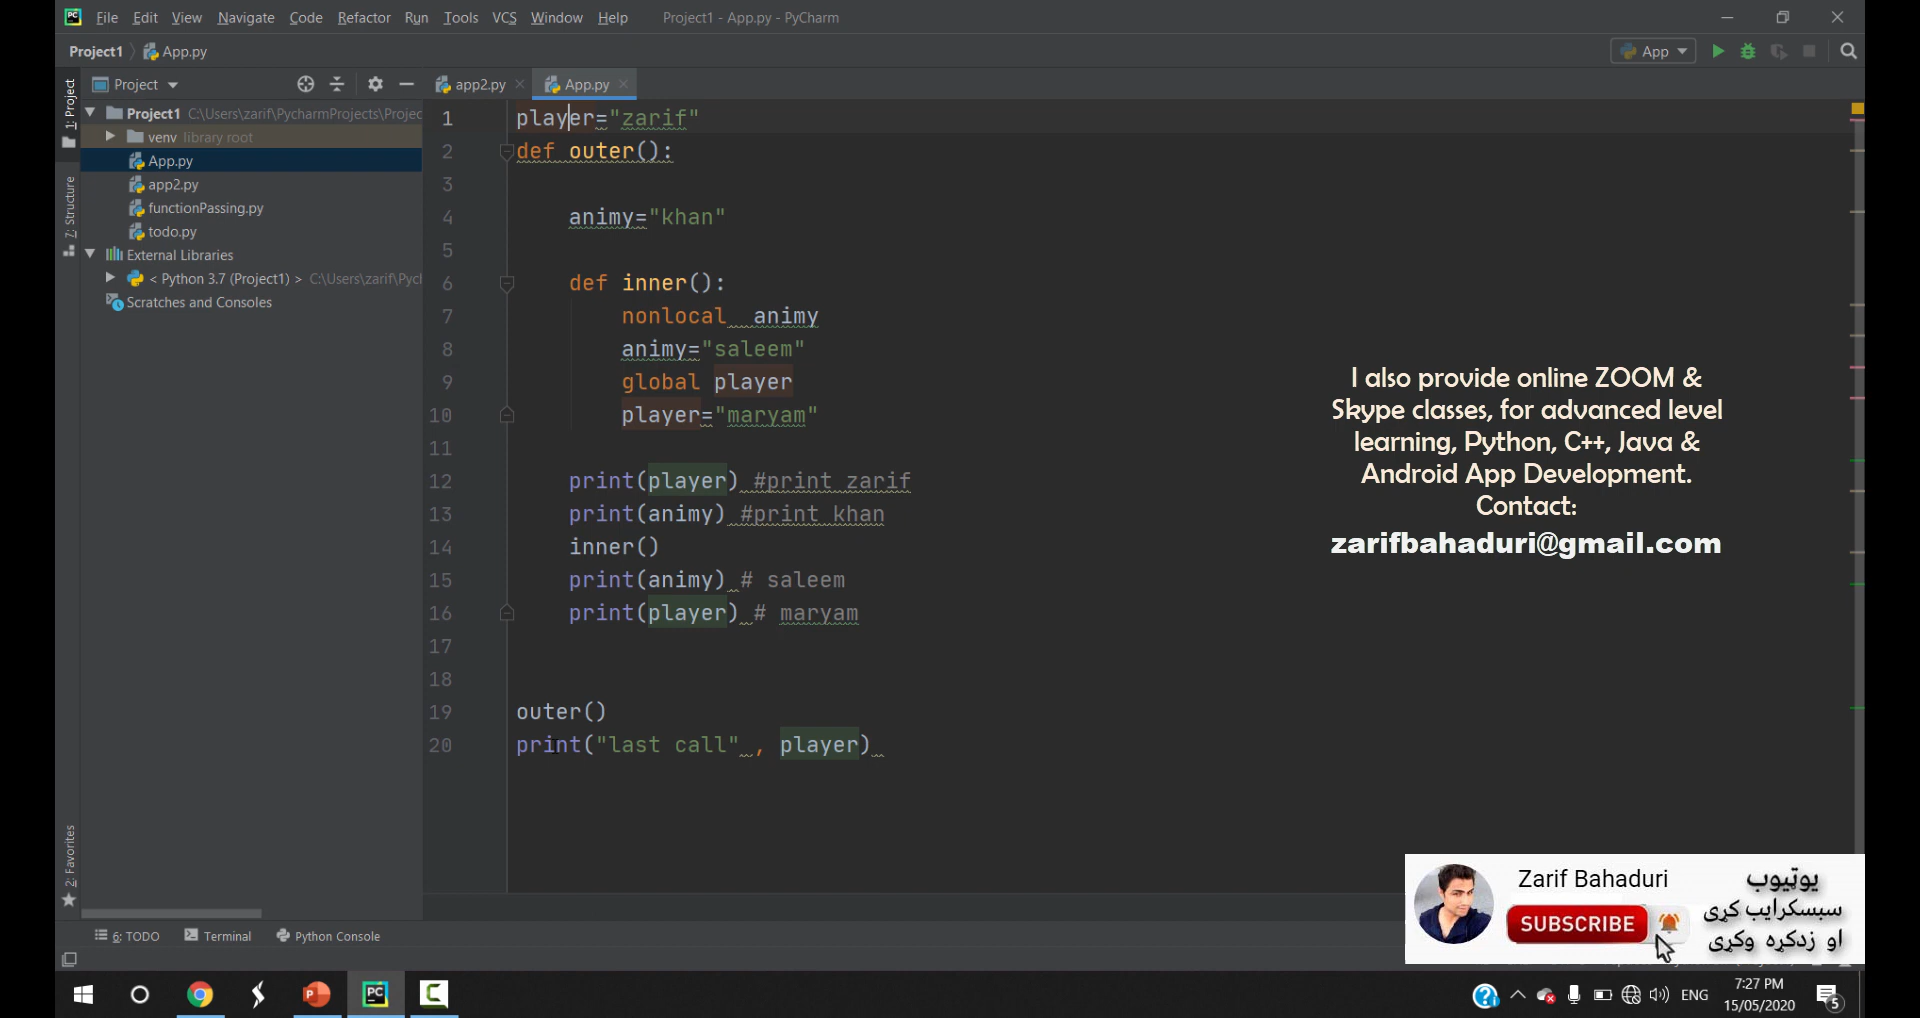 File Edit View Navigate Code Refactor Run Tools VCS Window Help Project1 - App.py - PyCharm
Project1 App.py
App
1: Project
Project
app2.py
App.py
Project1 C:\Users\zarif\PycharmProjects\Projec
venv library root
App.py
app2.py
functionPassing.py
todo.py
External Libraries
< Python 3.7 (Project1) > C:\Users\zarif\Pych
Scratches and Consoles
7: Structure
2: Favorites
1 player="zarif"
2 def outer():
3
4 animy="khan"
5
6 def inner():
7 nonlocal  animy
8 animy="saleem"
9 global player
10 player="maryam"
11
12 print(player) #print zarif
13 print(animy) #print khan
14 inner()
15 print(animy) # saleem
16 print(player) # maryam
17
18
19 outer()
20 print("last call" , player)
I also provide online ZOOM &
Skype classes, for advanced level
learning, Python, C++, Java &
Android App Development.
Contact:
zarifbahaduri@gmail.com
Zarif Bahaduri
SUBSCRIBE
یوټیوب
سبسکرایب کړی
او زدکړه وکړی
6: TODO Terminal Python Console
ENG
7:27 PM
15/05/2020
5